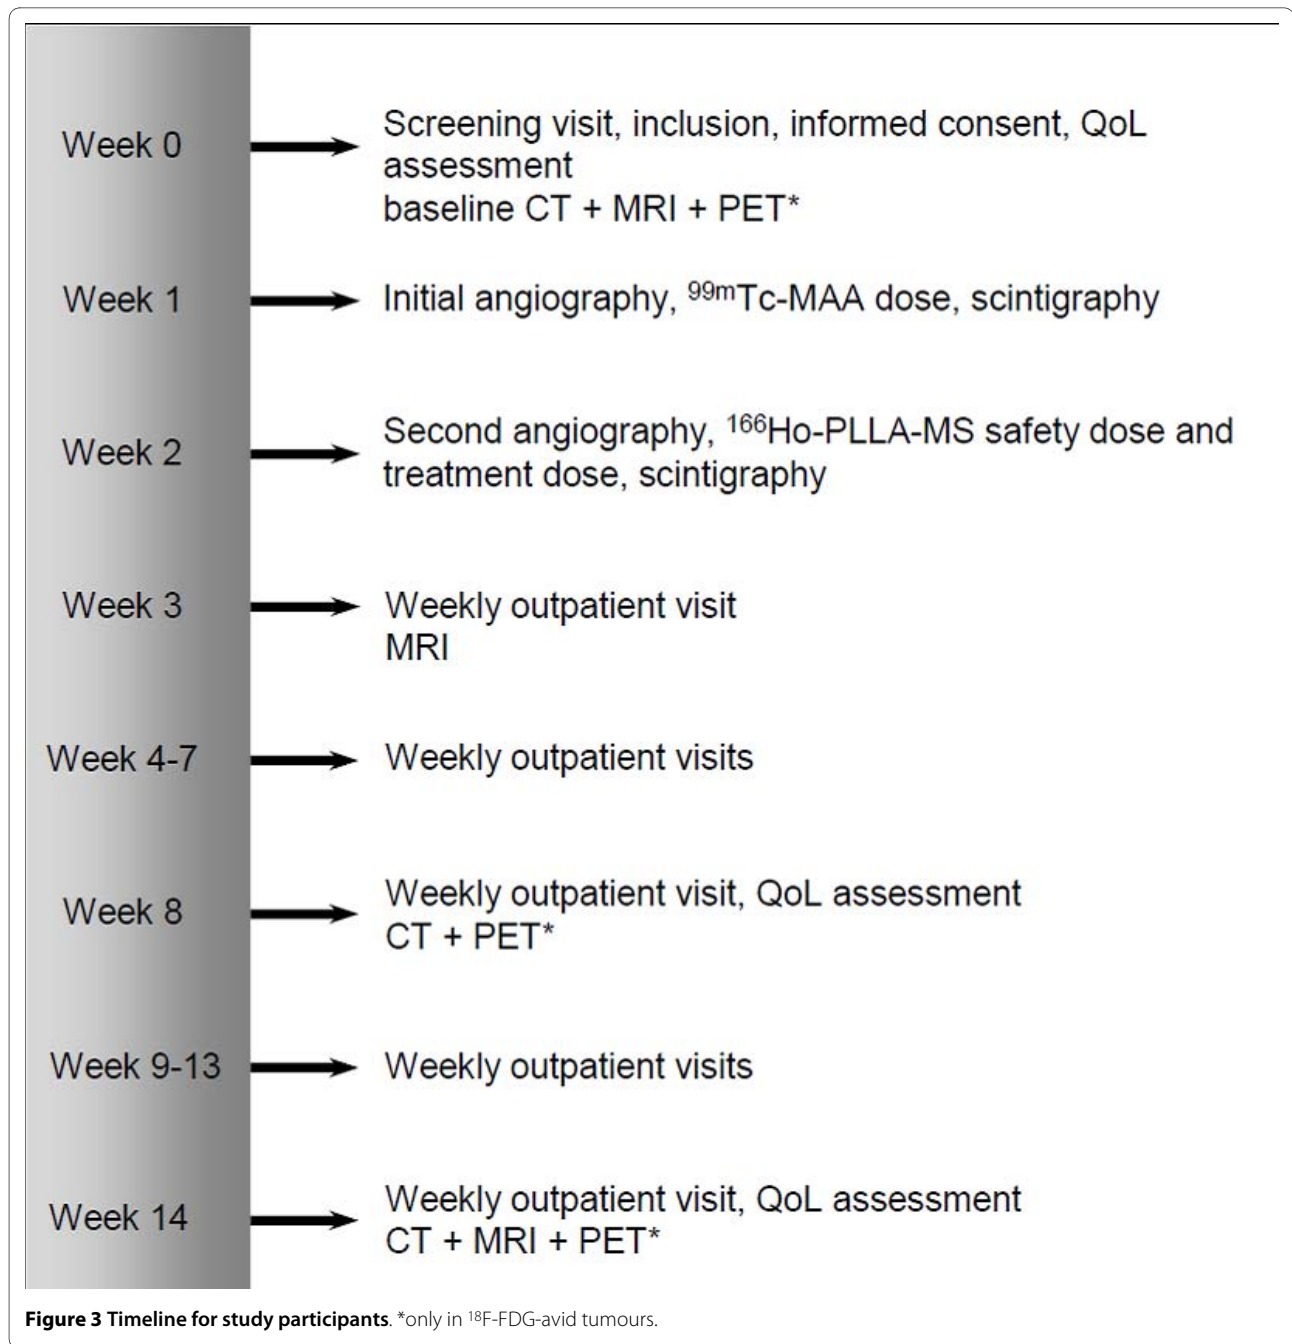 Week 0
Screening visit, inclusion, informed consent, QoL
assessment
baseline CT + MRI + PET*
Week 1
Initial angiography, 99mTc-MAA dose, scintigraphy
Week 2
Second angiography, 166Ho-PLLA-MS safety dose and
treatment dose, scintigraphy
Week 3
Weekly outpatient visit
MRI
Week 4-7
Weekly outpatient visits
Week 8
Weekly outpatient visit, QoL assessment
CT + PET*
Week 9-13
Weekly outpatient visits
Week 14
Weekly outpatient visit, QoL assessment
CT + MRI + PET*
Figure 3 Timeline for study participants. *only in 18F-FDG-avid tumours.